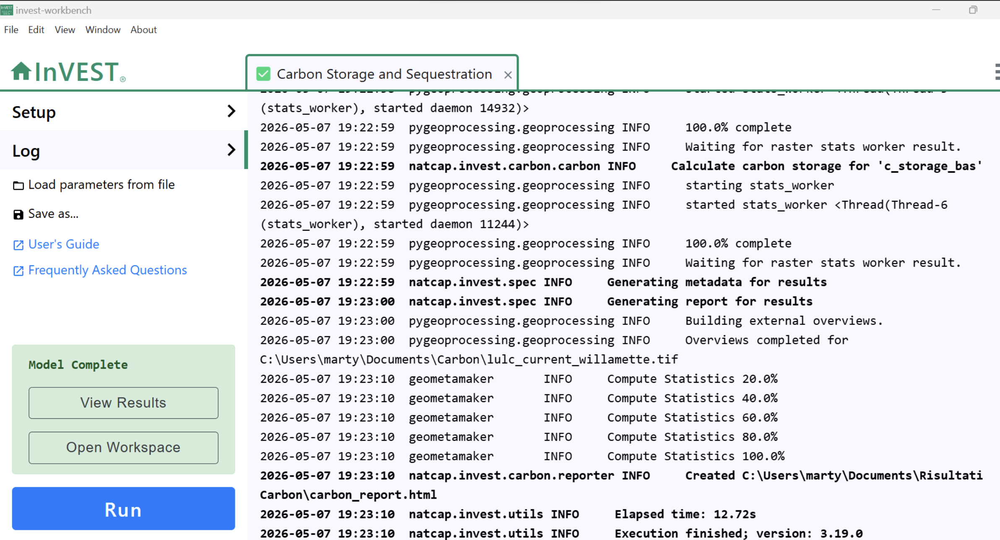 invest-workbench
File Edit View Window About
InVEST®
Carbon Storage and Sequestration
Setup
Log
Load parameters from file
Save as...
User's Guide
Frequently Asked Questions
Model Complete
View Results
Open Workspace
Run
(stats_worker), started daemon 14932)>
2026-05-07 19:22:59 pygeoprocessing.geoprocessing INFO 100.0% complete
2026-05-07 19:22:59 pygeoprocessing.geoprocessing INFO Waiting for raster stats worker result.
2026-05-07 19:22:59 natcap.invest.carbon.carbon INFO Calculate carbon storage for 'c_storage_bas'
2026-05-07 19:22:59 pygeoprocessing.geoprocessing INFO starting stats_worker
2026-05-07 19:22:59 pygeoprocessing.geoprocessing INFO started stats_worker <Thread(Thread-6
(stats_worker), started daemon 11244)>
2026-05-07 19:22:59 pygeoprocessing.geoprocessing INFO 100.0% complete
2026-05-07 19:22:59 pygeoprocessing.geoprocessing INFO Waiting for raster stats worker result.
2026-05-07 19:22:59 natcap.invest.spec INFO Generating metadata for results
2026-05-07 19:23:00 natcap.invest.spec INFO Generating report for results
2026-05-07 19:23:00 pygeoprocessing.geoprocessing INFO Building external overviews.
2026-05-07 19:23:00 pygeoprocessing.geoprocessing INFO Overviews completed for
C:\Users\marty\Documents\Carbon\lulc_current_willamette.tif
2026-05-07 19:23:10 geometamaker INFO Compute Statistics 20.0%
2026-05-07 19:23:10 geometamaker INFO Compute Statistics 40.0%
2026-05-07 19:23:10 geometamaker INFO Compute Statistics 60.0%
2026-05-07 19:23:10 geometamaker INFO Compute Statistics 80.0%
2026-05-07 19:23:10 geometamaker INFO Compute Statistics 100.0%
2026-05-07 19:23:10 natcap.invest.carbon.reporter INFO Created C:\Users\marty\Documents\Risultati
Carbon\carbon_report.html
2026-05-07 19:23:10 natcap.invest.utils INFO Elapsed time: 12.72s
2026-05-07 19:23:10 natcap.invest.utils INFO Execution finished; version: 3.19.0